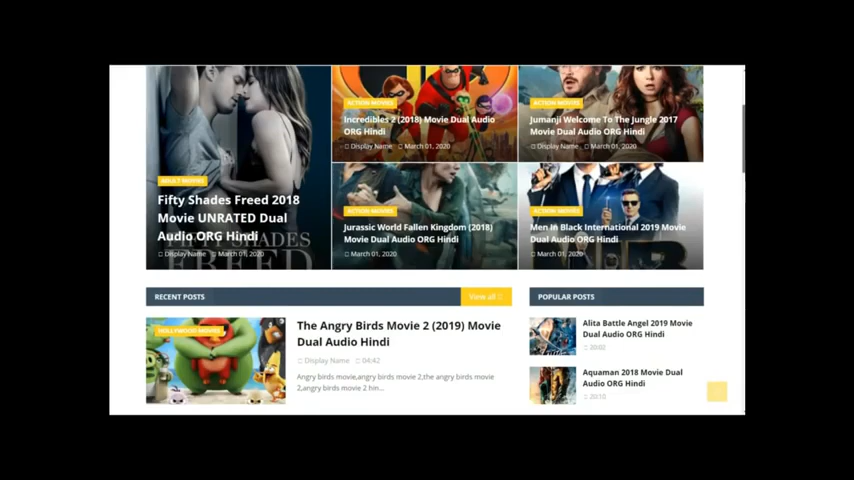 ADULT MOVIES
Fifty Shades Freed 2018
Movie UNRATED Dual
Audio ORG Hindi
Display Name March 01, 2020
FIFTY SHADES
FREED
ACTION MOVIES
Incredibles 2 (2018) Movie Dual Audio
ORG Hindi
Display Name March 01, 2020
ACTION MOVIES
Jumanji Welcome To The Jungle 2017
Movie Dual Audio ORG Hindi
Display Name March 01, 2020
ACTION MOVIES
Jurassic World Fallen Kingdom (2018)
Movie Dual Audio ORG Hindi
March 01, 2020
ACTION MOVIES
Men In Black International 2019 Movie
Dual Audio ORG Hindi
March 01, 2020
RECENT POSTS
View all
HOLLYWOOD MOVIES
The Angry Birds Movie 2 (2019) Movie
Dual Audio Hindi
Display Name 04:42
Angry birds movie,angry birds movie 2,the angry birds movie
2,angry birds movie 2 hin...
POPULAR POSTS
Alita Battle Angel 2019 Movie
Dual Audio ORG Hindi
20:02
Aquaman 2018 Movie Dual
Audio ORG Hindi
20:10